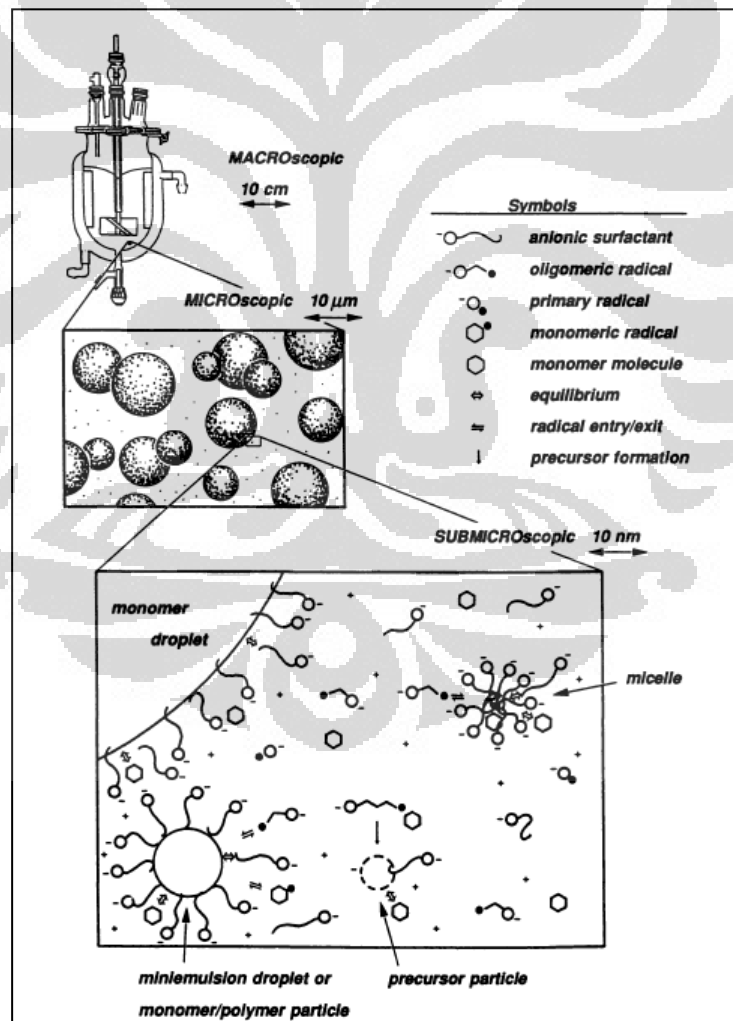 MACROscopic
10 cm
Symbols
anionic surfactant
oligomeric radical
primary radical
monomeric radical
monomer molecule
equilibrium
radical entry/exit
precursor formation
MICROscopic 10 μm
SUBMICROscopic 10 nm
monomer
droplet
micelle
miniemulsion droplet or
monomer/polymer particle
precursor particle